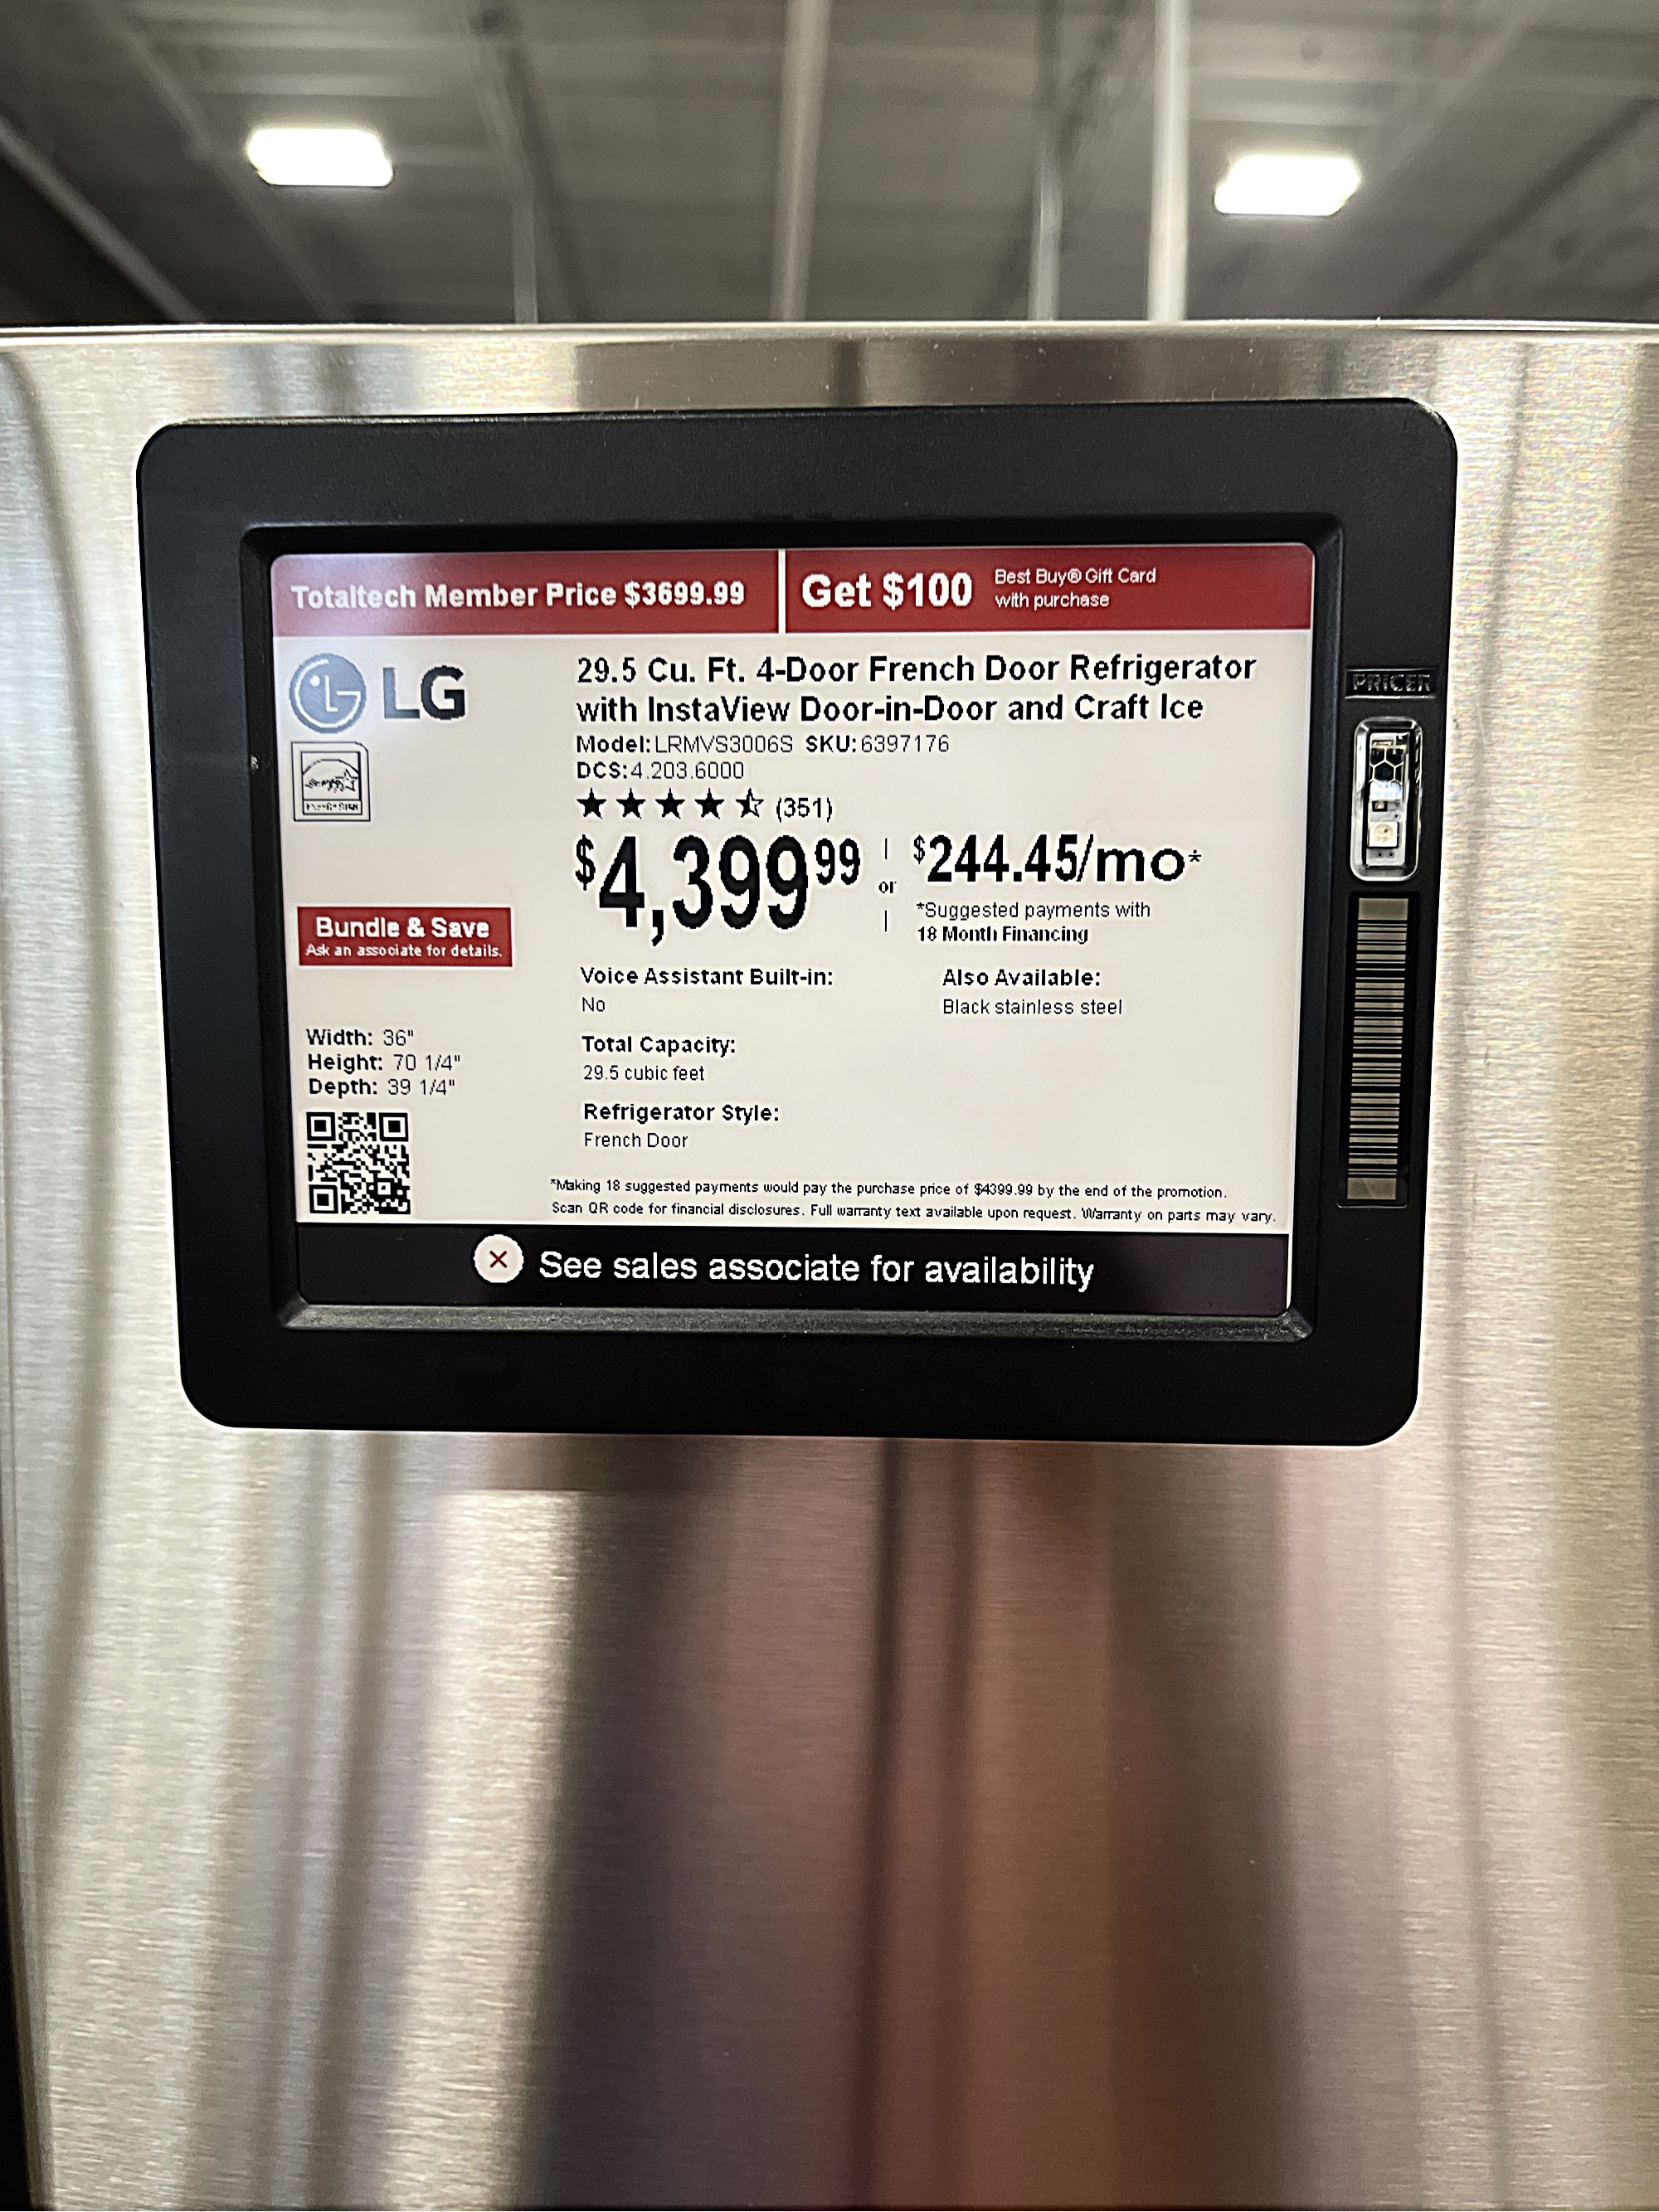 Totaltech Member Price $3699.99
Get $100 Best Buy® Gift Card
with purchase
LG
29.5 Cu. Ft. 4-Door French Door Refrigerator
with InstaView Door-in-Door and Craft Ice
Model: LRMVS3006S SKU: 6397176
DCS: 4.203.6000
(351)
$4,399 99 or $244.45/mo*
*Suggested payments with
18 Month Financing
Bundle & Save
Ask an associate for details.
Voice Assistant Built-in:
No
Also Available:
Black stainless steel
Total Capacity:
29.5 cubic feet
Refrigerator Style:
French Door
Width: 36"
Height: 70 1/4"
Depth: 39 1/4"
*Making 18 suggested payments would pay the purchase price of $4399.99 by the end of the promotion.
Scan QR code for financial disclosures. Full warranty text available upon request. Warranty on parts may vary.
See sales associate for availability
PRICER